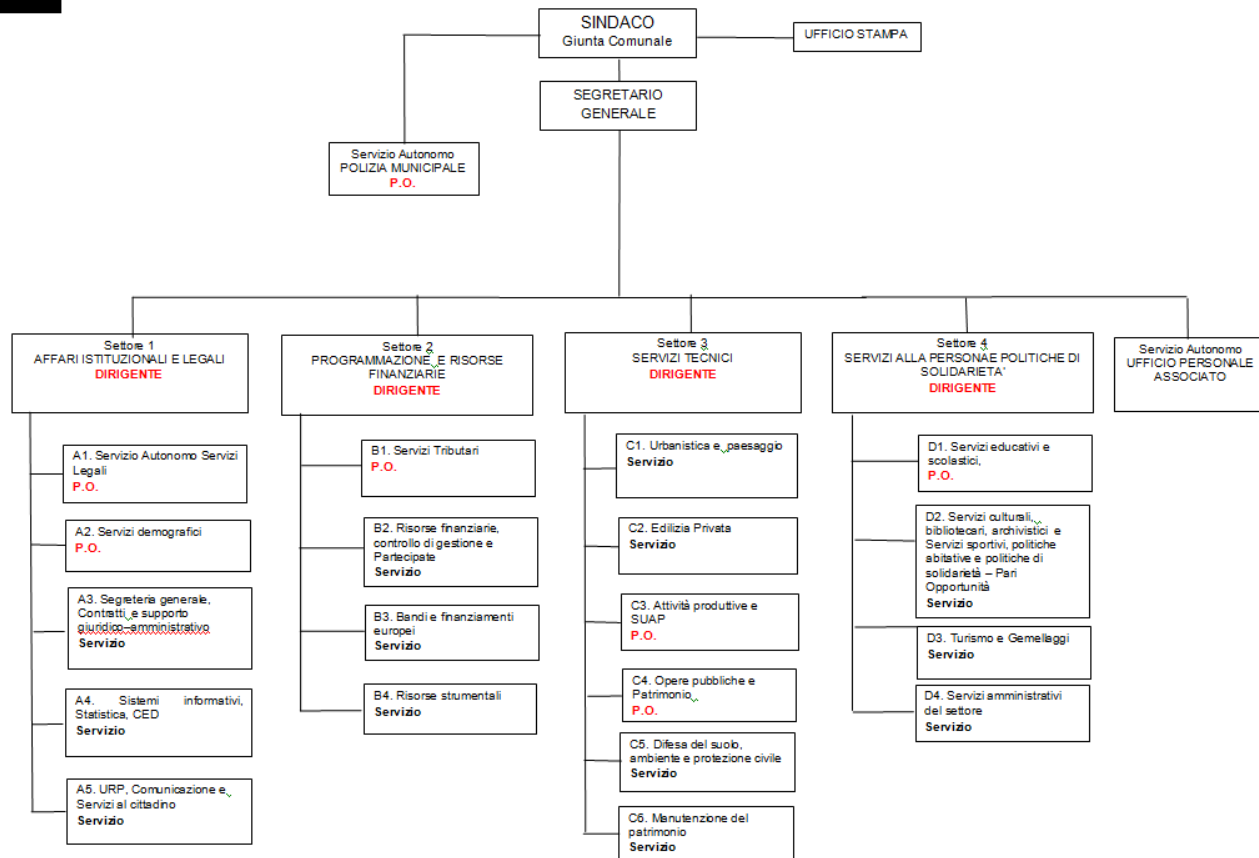 SINDACO
Giunta Comunale
UFFICIO STAMPA
SEGRETARIO
GENERALE
Servizio Autonomo
POLIZIA MUNICIPALE
P.O.
Settore 1
AFFARI ISTITUZIONALI E LEGALI
DIRIGENTE
Settore 2
PROGRAMMAZIONE E RISORSE
FINANZIARIE
DIRIGENTE
Settore 3
SERVIZI TECNICI
DIRIGENTE
Settore 4
SERVIZI ALLA PERSONAE POLITICHE DI
SOLIDARIETA'
DIRIGENTE
Servizio Autonomo
UFFICIO PERSONALE
ASSOCIATO
A1. Servizio Autonomo Servizi
Legali
P.O.
A2. Servizi demografici
P.O.
A3. Segreteria generale,
Contratti e supporto
giuridico–amministrativo
Servizio
A4. Sistemi informativi,
Statistica, CED
Servizio
A5. URP, Comunicazione e
Servizi al cittadino
Servizio
B1. Servizi Tributari
P.O.
B2. Risorse finanziarie,
controllo di gestione e
Partecipate
Servizio
B3. Bandi e finanziamenti
europei
Servizio
B4. Risorse strumentali
Servizio
C1. Urbanistica e paesaggio
Servizio
C2. Edilizia Privata
Servizio
C3. Attività produttive e
SUAP
P.O.
C4. Opere pubbliche e
Patrimonio
P.O.
C5. Difesa del suolo,
ambiente e protezione civile
Servizio
C6. Manutenzione del
patrimonio
Servizio
D1. Servizi educativi e
scolastici,
P.O.
D2. Servizi culturali,
bibliotecari, archivistici e
Servizi sportivi, politiche
abitative e politiche di
solidarietà – Pari
Opportunità
Servizio
D3. Turismo e Gemellaggi
Servizio
D4. Servizi amministrativi
del settore
Servizio